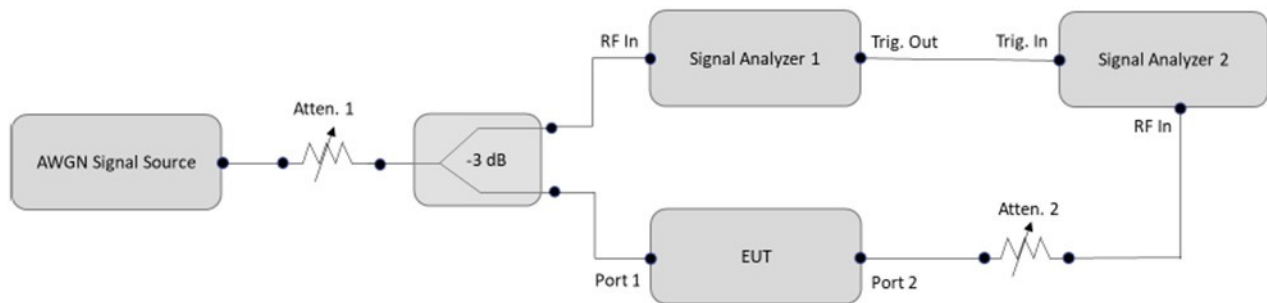 RF In
Signal Analyzer 1
Trig. Out
Trig. In
Signal Analyzer 2
RF In
AWGN Signal Source
Atten. 1
-3 dB
Port 1
EUT
Port 2
Atten. 2